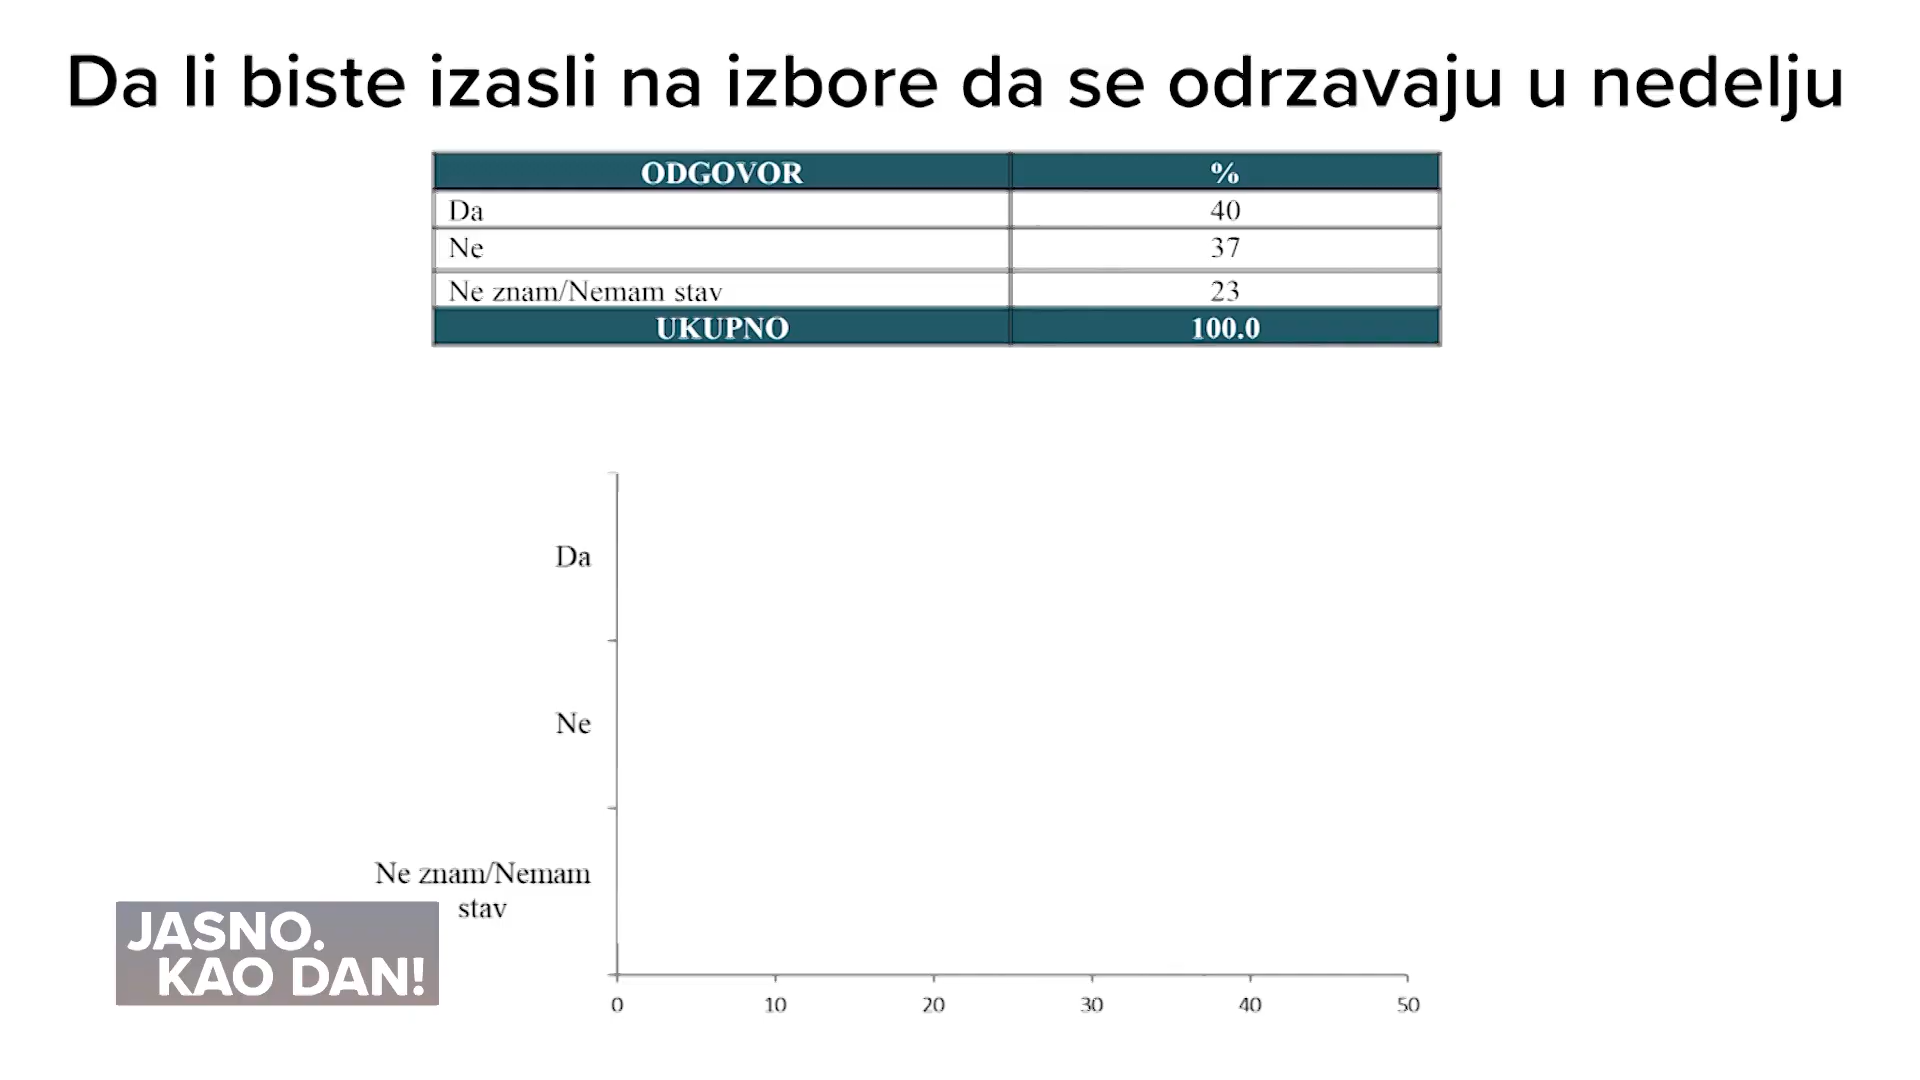 Da li biste izasli na izbore da se odrzavaju u nedelju
ODGOVOR %
Da 40
Ne 37
Ne znam/Nemam stav 23
UKUPNO 100.0
Da
Ne
Ne znam/Nemam
stav
0 10 20 30 40 50
JASNO.
KAO DAN!